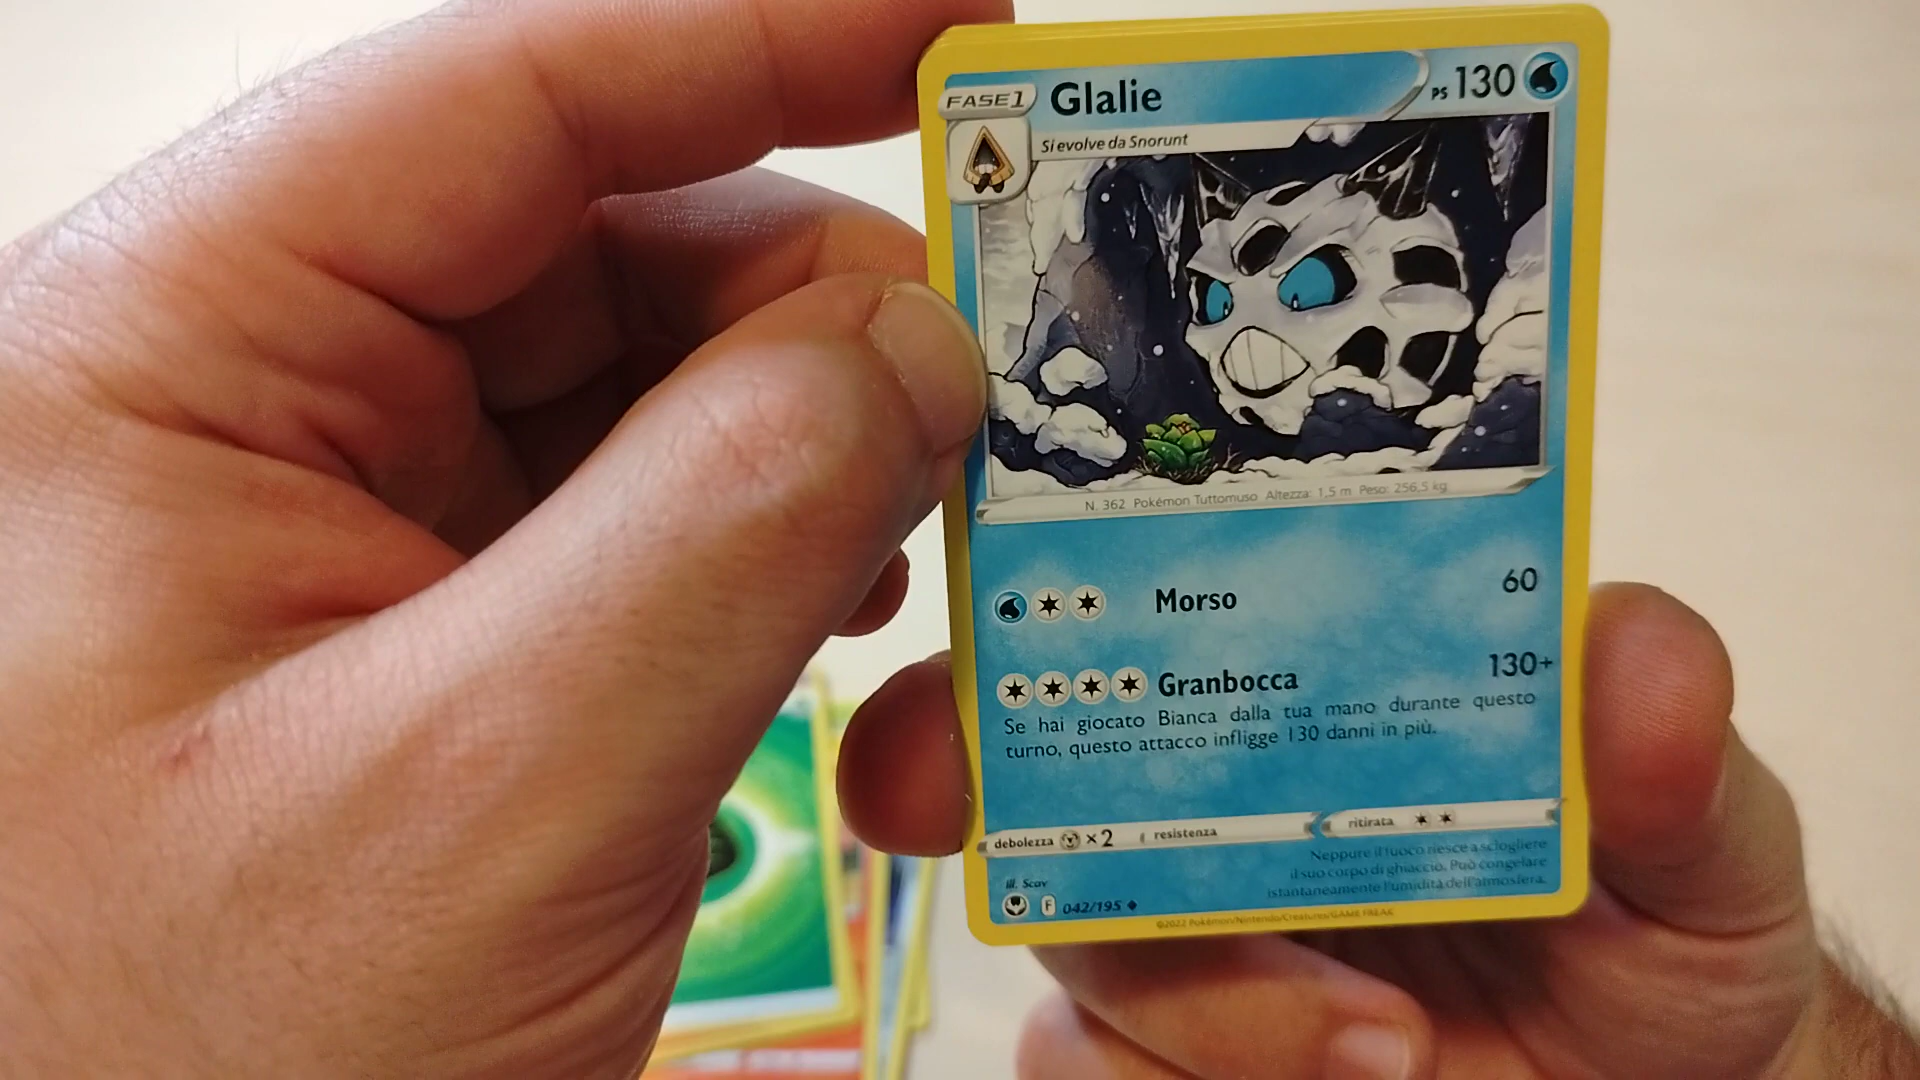 FASE 1 Glalie PS 130
Si evolve da Snorunt
N. 362 Pokémon Tuttomuso Altezza: 1,5 m Peso: 256,5 kg
Morso 60
Granbocca 130+
Se hai giocato Bianca dalla tua mano durante questo
turno, questo attacco infligge 130 danni in più.
debolezza ×2 resistenza ritirata
Neppure il fuoco riesce a sciogliere
il suo corpo di ghiaccio. Può congelare
istantaneamente l'umidità dell'atmosfera.
ill. Scav
F 042/195
©2022 Pokémon/Nintendo/Creatures/GAME FREAK